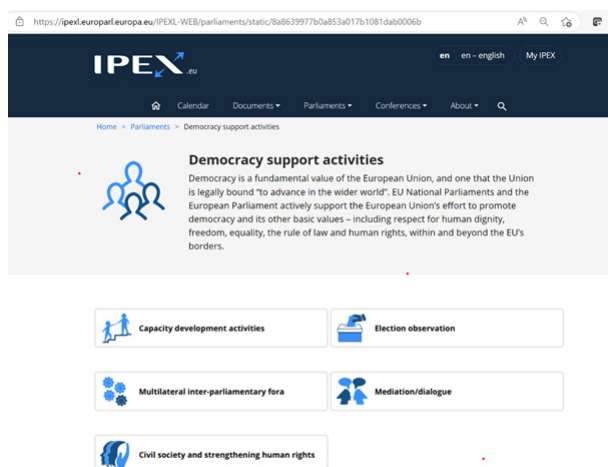 https://ipexl.europarl.europa.eu/IPEXL-WEB/parliaments/static/8a8639977b0a853a017b1081dab0006b
IPEX.eu
en en – english My IPEX
Calendar Documents Parliaments Conferences About
Home > Parliaments > Democracy support activities
Democracy support activities
Democracy is a fundamental value of the European Union, and one that the Union
is legally bound “to advance in the wider world”. EU National Parliaments and the
European Parliament actively support the European Union's effort to promote
democracy and its other basic values – including respect for human dignity,
freedom, equality, the rule of law and human rights, within and beyond the EU's
borders.
Capacity development activities
Election observation
Multilateral inter-parliamentary fora
Mediation/dialogue
Civil society and strengthening human rights